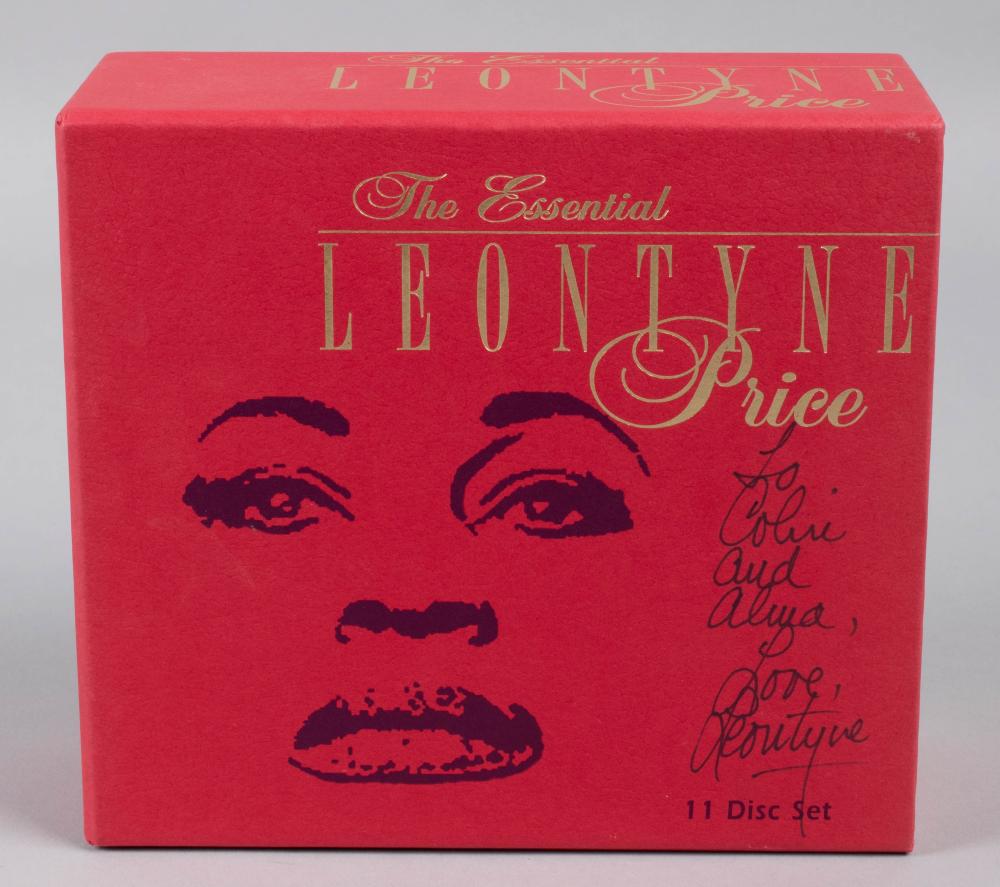 The Essential
LEONTYNE
Price
The Essential
LEONTYNE
Price
To
Colin
and
Alma,
Love,
Leontyne
11 Disc Set